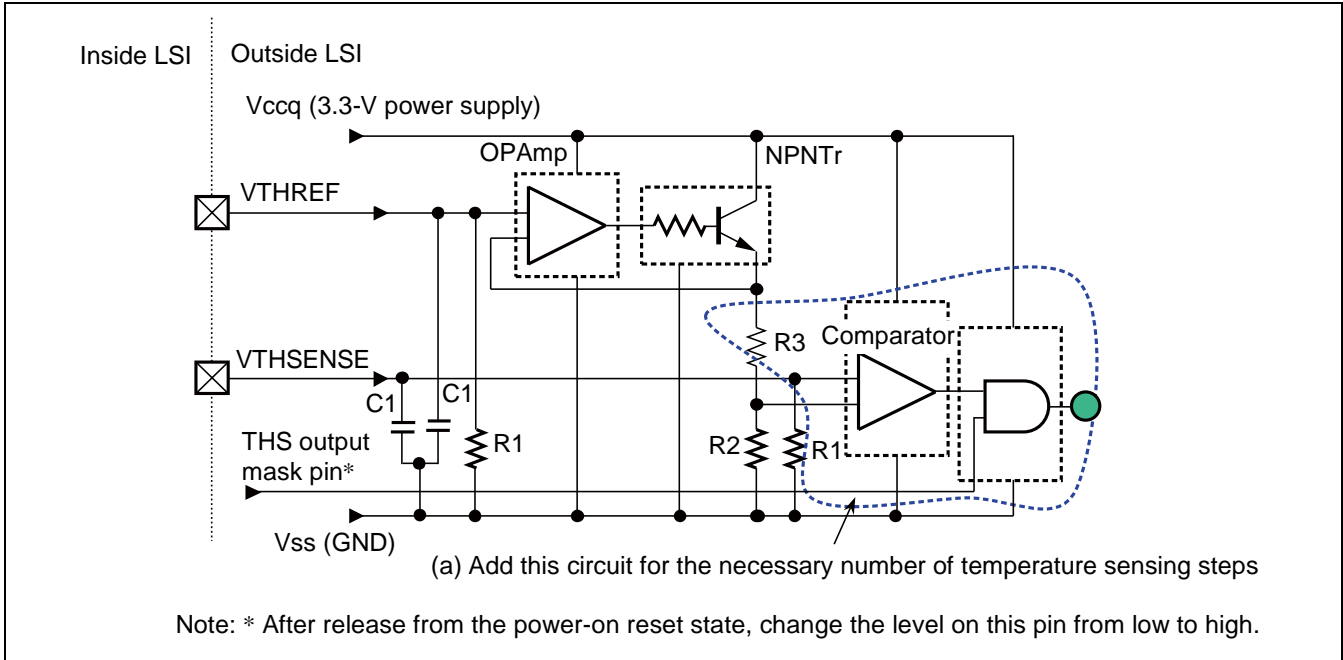 Inside LSI
Outside LSI
Vccq (3.3-V power supply)
OPAmp
NPNTr
VTHREF
R3
Comparator
VTHSENSE
C1
C1
THS output
mask pin*
R1
R2
R1
Vss (GND)
(a) Add this circuit for the necessary number of temperature sensing steps
Note: * After release from the power-on reset state, change the level on this pin from low to high.